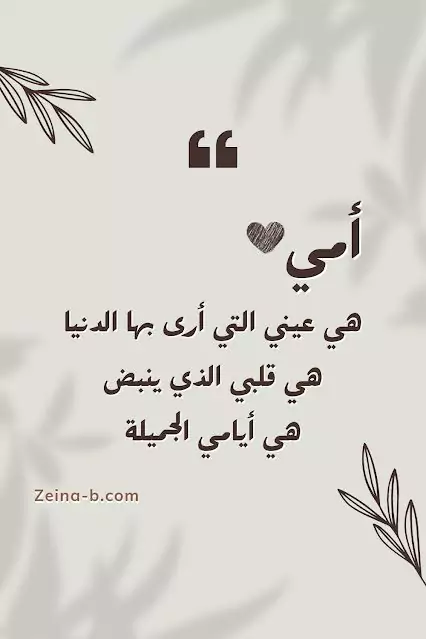 أمي
هي عيني التي أرى بها الدنيا
هي قلبي الذي ينبض
هي أيامي الجميلة
Zeina-b.com